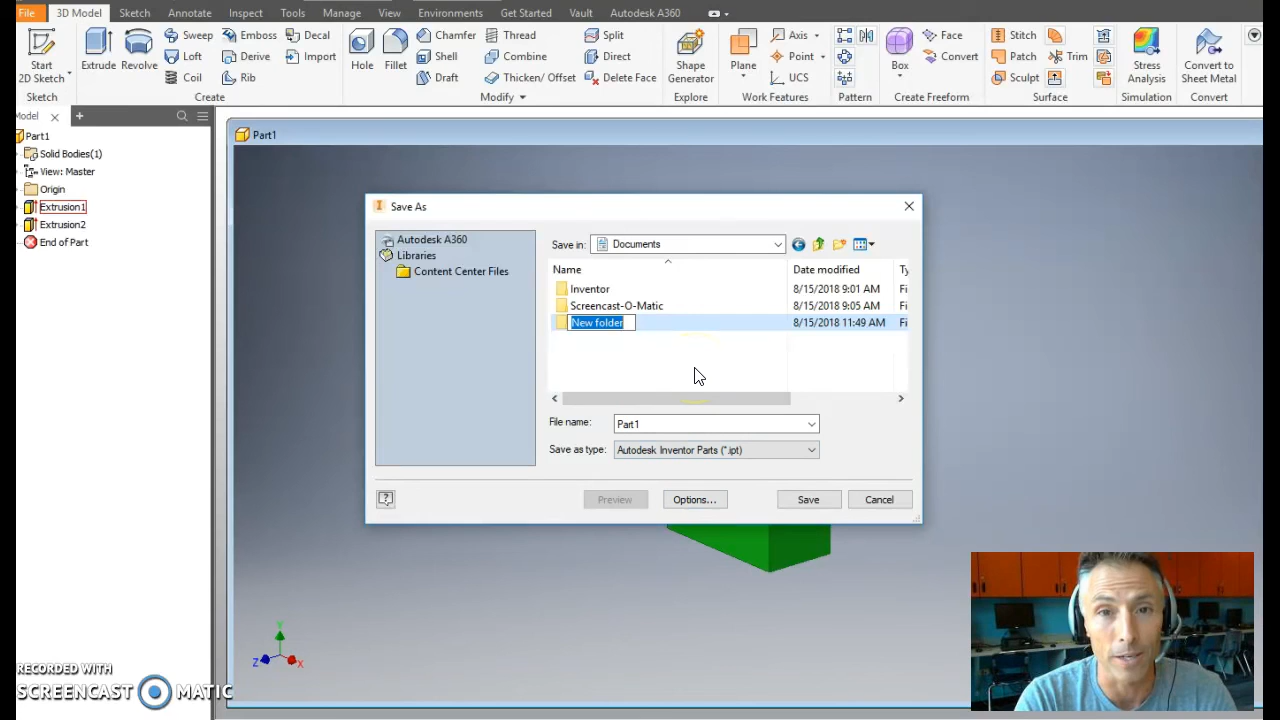 File 3D Model Sketch Annotate Inspect Tools Manage View Environments Get Started Vault Autodesk A360
Start
2D Sketch
Sketch
Extrude
Revolve
Sweep
Loft
Coil
Emboss
Derive
Rib
Decal
Import
Create
Hole
Fillet
Chamfer
Shell
Draft
Thread
Combine
Thicken/ Offset
Split
Direct
Delete Face
Modify
Shape
Generator
Explore
Plane
Axis
Point
UCS
Work Features
Pattern
Box
Face
Convert
Create Freeform
Stitch
Patch
Sculpt
Trim
Surface
Stress
Analysis
Simulation
Convert to
Sheet Metal
Convert
Model
Part1
Solid Bodies(1)
View: Master
Origin
Extrusion1
Extrusion2
End of Part
Part1
Save As
Autodesk A360
Libraries
Content Center Files
Save in: Documents
Name Date modified Ty
Inventor 8/15/2018 9:01 AM Fi
Screencast-O-Matic 8/15/2018 9:05 AM Fi
New folder 8/15/2018 11:49 AM Fi
File name: Part1
Save as type: Autodesk Inventor Parts (*.ipt)
Preview Options... Save Cancel
Y
Z X
RECORDED WITH
SCREENCAST MATIC